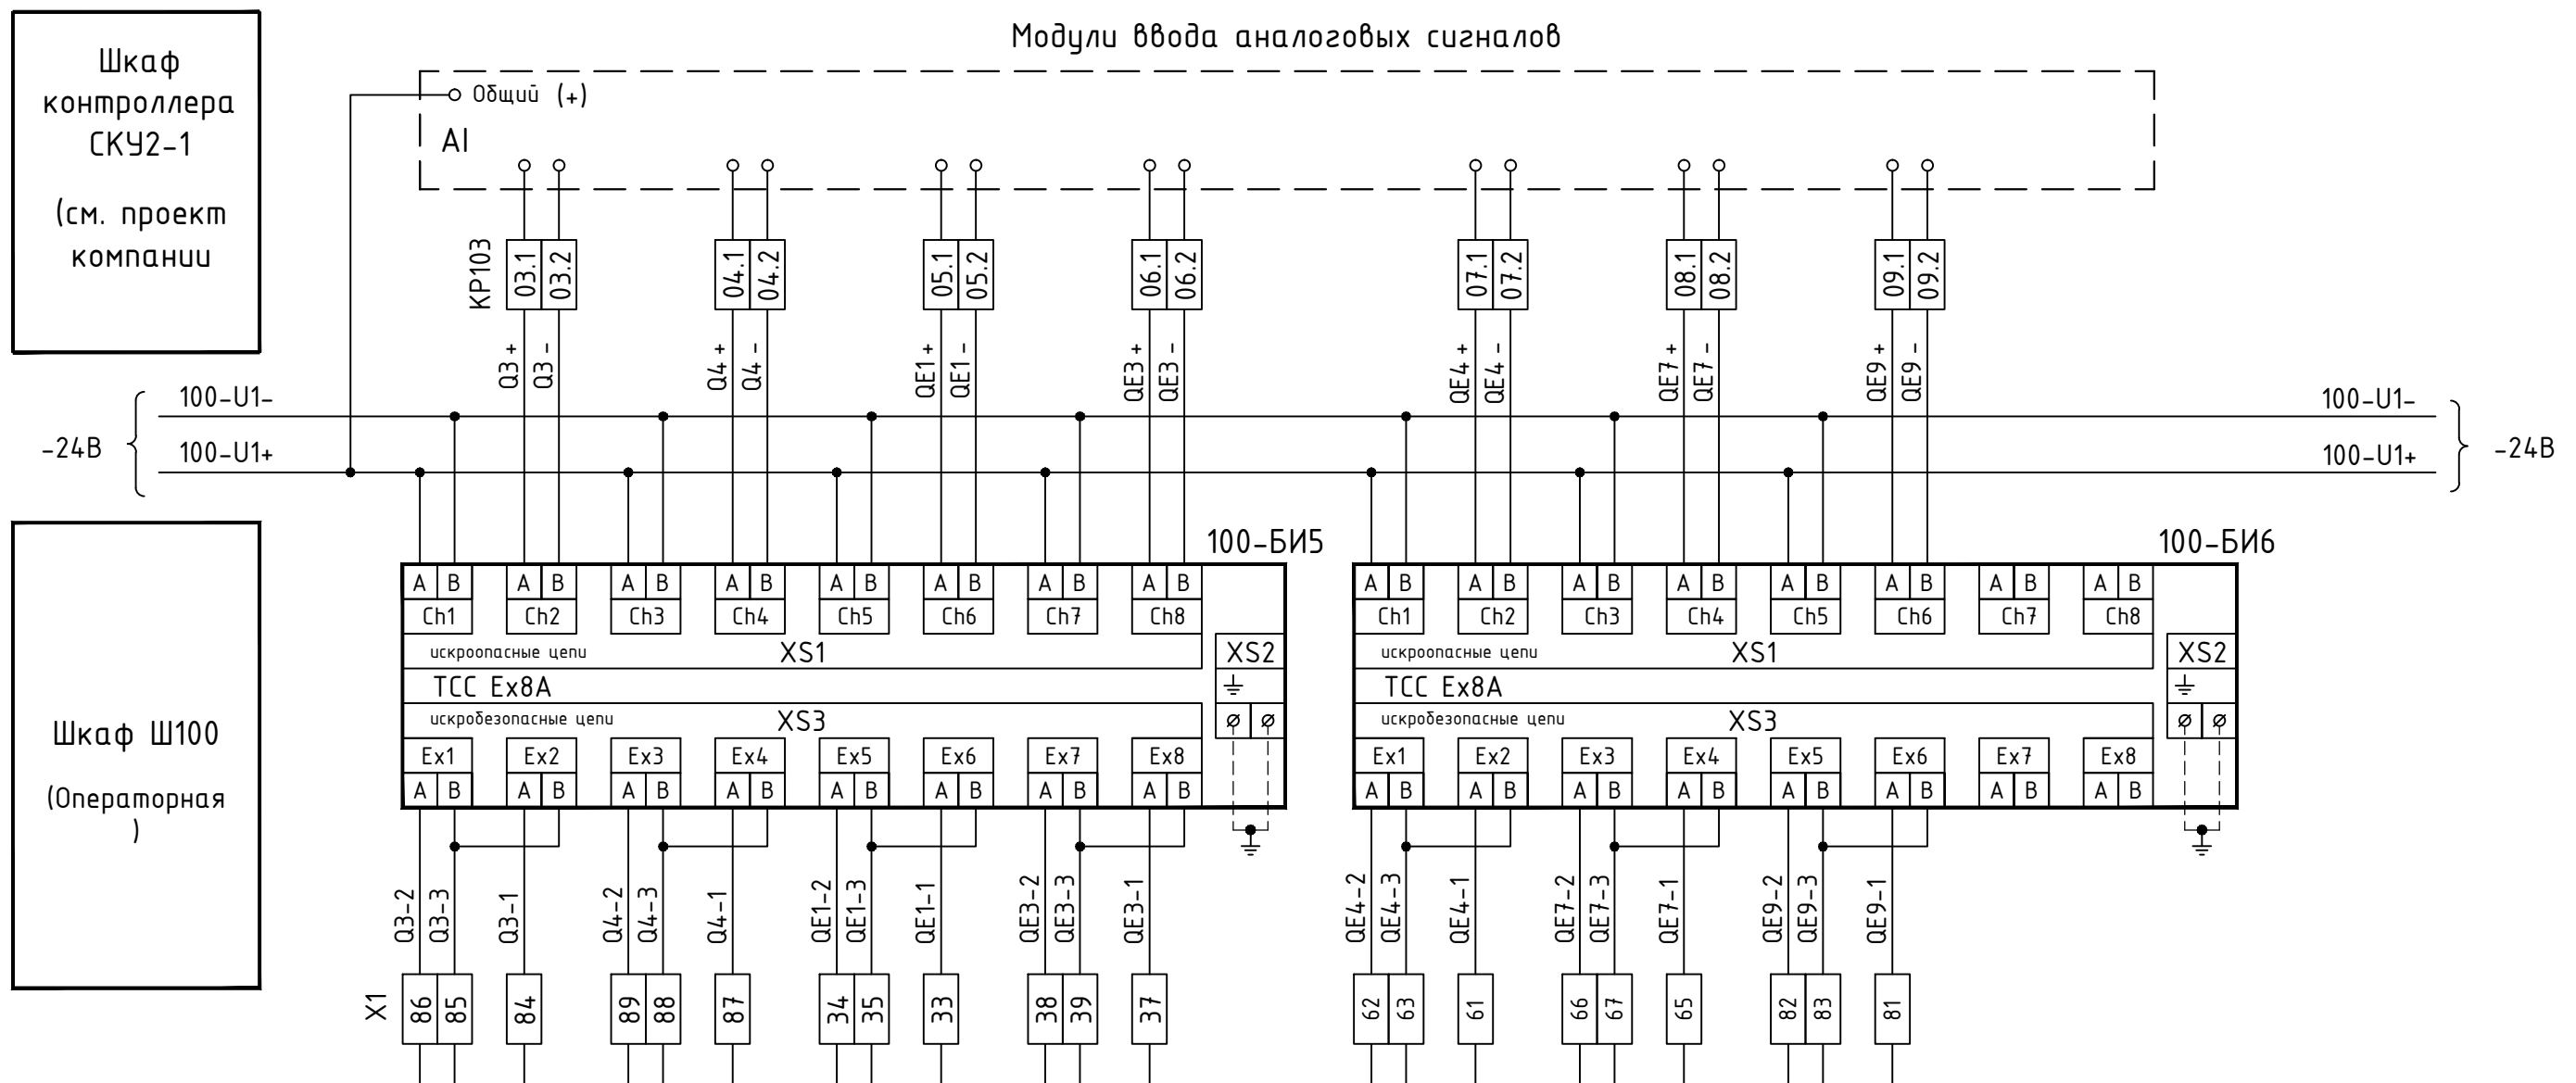 Модули ввода аналоговых сигналов
Шкаф
контроллера
СКУ2-1
(см. проект
компании
Общий (+)
AI
КР103
03.1 03.2 04.1 04.2 05.1 05.2 06.1 06.2 07.1 07.2 08.1 08.2 09.1 09.2
Q3+ Q3- Q4+ Q4- QE1+ QE1- QE3+ QE3- QE4+ QE4- QE7+ QE7- QE9+ QE9-
100-U1- 100-U1-
-24В -24В
100-U1+ 100-U1+
100-БИ5 100-БИ6
A B A B A B A B A B A B A B A B A B A B A B A B A B A B A B A B
Ch1 Ch2 Ch3 Ch4 Ch5 Ch6 Ch7 Ch8 Ch1 Ch2 Ch3 Ch4 Ch5 Ch6 Ch7 Ch8
искроопасные цепи XS1 XS2 искроопасные цепи XS1 XS2
ТСС Ex8A ТСС Ex8A
искробезопасные цепи XS3 искробезопасные цепи XS3
Ex1 Ex2 Ex3 Ex4 Ex5 Ex6 Ex7 Ex8 Ex1 Ex2 Ex3 Ex4 Ex5 Ex6 Ex7 Ex8
A B A B A B A B A B A B A B A B A B A B A B A B A B A B A B A B
Шкаф Ш100
(Операторная
)
Q3-2 Q3-3 Q3-1 Q4-2 Q4-3 Q4-1 QE1-2 QE1-3 QE1-1 QE3-2 QE3-3 QE3-1 QE4-2 QE4-3 QE4-1 QE7-2 QE7-3 QE7-1 QE9-2 QE9-3 QE9-1
X1
86 85 84 89 88 87 34 35 33 38 39 37 62 63 61 66 67 65 82 83 81